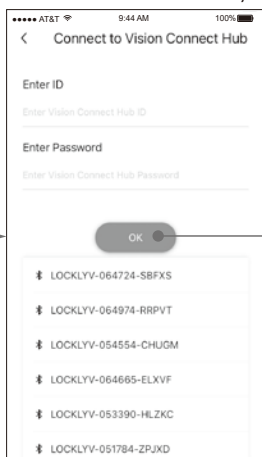 AT&T 9:44 AM 100%
Connect to Vision Connect Hub
Enter ID
Enter Vision Connect Hub ID
Enter Password
Enter Vision Connect Hub Password
OK
LOCKLYV-064724-SBFXS
LOCKLYV-064974-RRPVT
LOCKLYV-054554-CHUGM
LOCKLYV-064665-ELXVF
LOCKLYV-053390-HLZKC
LOCKLYV-051784-ZPJXD